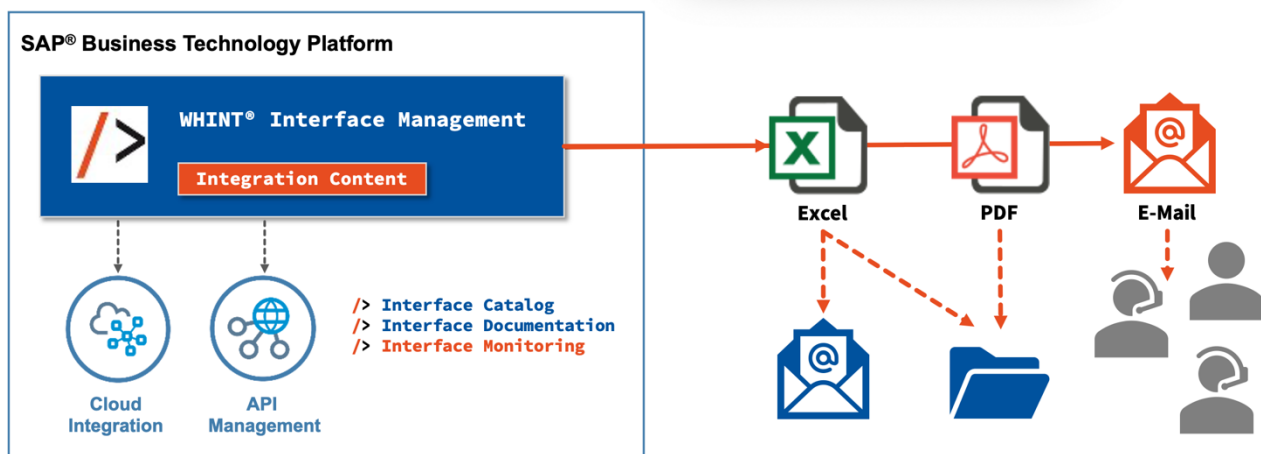 SAP® Business Technology Platform
WHINT® Interface Management
/>
Integration Content
Excel
PDF
E-Mail
@
@
/> Interface Catalog
/> Interface Documentation
/> Interface Monitoring
Cloud
Integration
API
Management